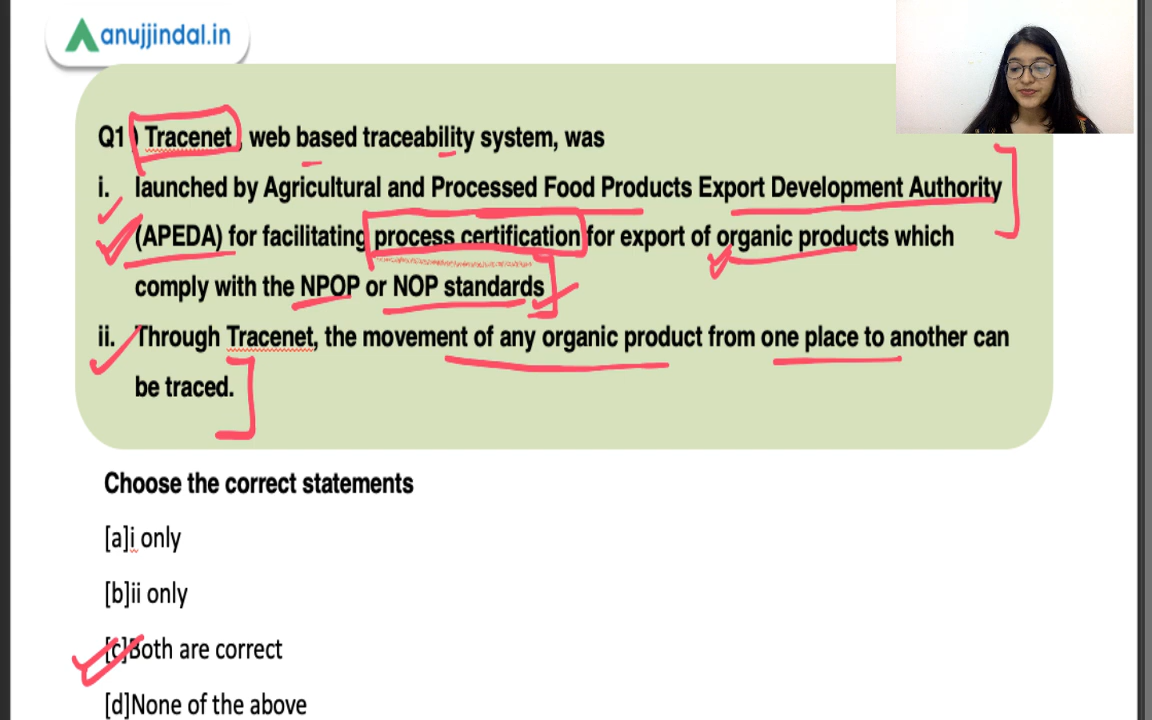 anujjindal.in
Q1) Tracenet, web based traceability system, was
i. launched by Agricultural and Processed Food Products Export Development Authority
(APEDA) for facilitating process certification for export of organic products which
comply with the NPOP or NOP standards
ii. Through Tracenet, the movement of any organic product from one place to another can
be traced.
Choose the correct statements
[a]i only
[b]ii only
[c]Both are correct
[d]None of the above